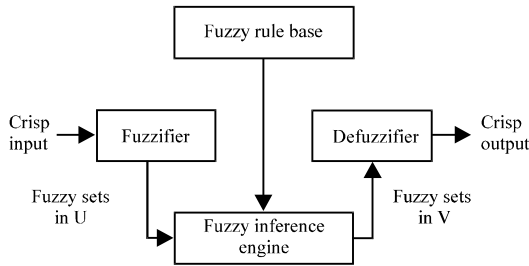 Fuzzy rule base
Crisp
input
Fuzzifier
Defuzzifier
Crisp
output
Fuzzy sets
in U
Fuzzy inference
engine
Fuzzy sets
in V